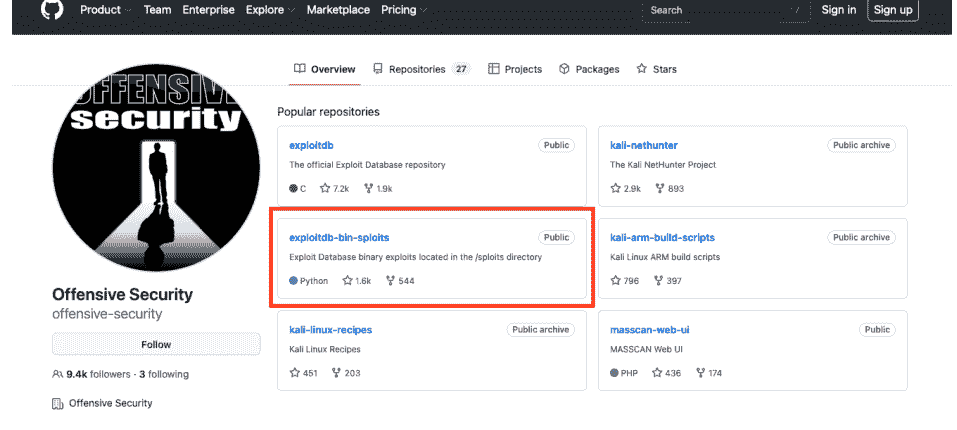 Product Team Enterprise Explore Marketplace Pricing Search / Sign in Sign up
Overview Repositories 27 Projects Packages Stars
OFFENSIVE
security
Popular repositories
exploitdb Public
The official Exploit Database repository
C 7.2k 1.9k
kali-nethunter Public archive
The Kali NetHunter Project
2.9k 893
exploitdb-bin-sploits Public
Exploit Database binary exploits located in the /sploits directory
Python 1.6k 544
kali-arm-build-scripts Public archive
Kali Linux ARM build scripts
796 397
kali-linux-recipes Public archive
Kali Linux Recipes
451 203
masscan-web-ui Public
MASSCAN Web UI
PHP 436 174
Offensive Security
offensive-security
Follow
9.4k followers · 3 following
Offensive Security